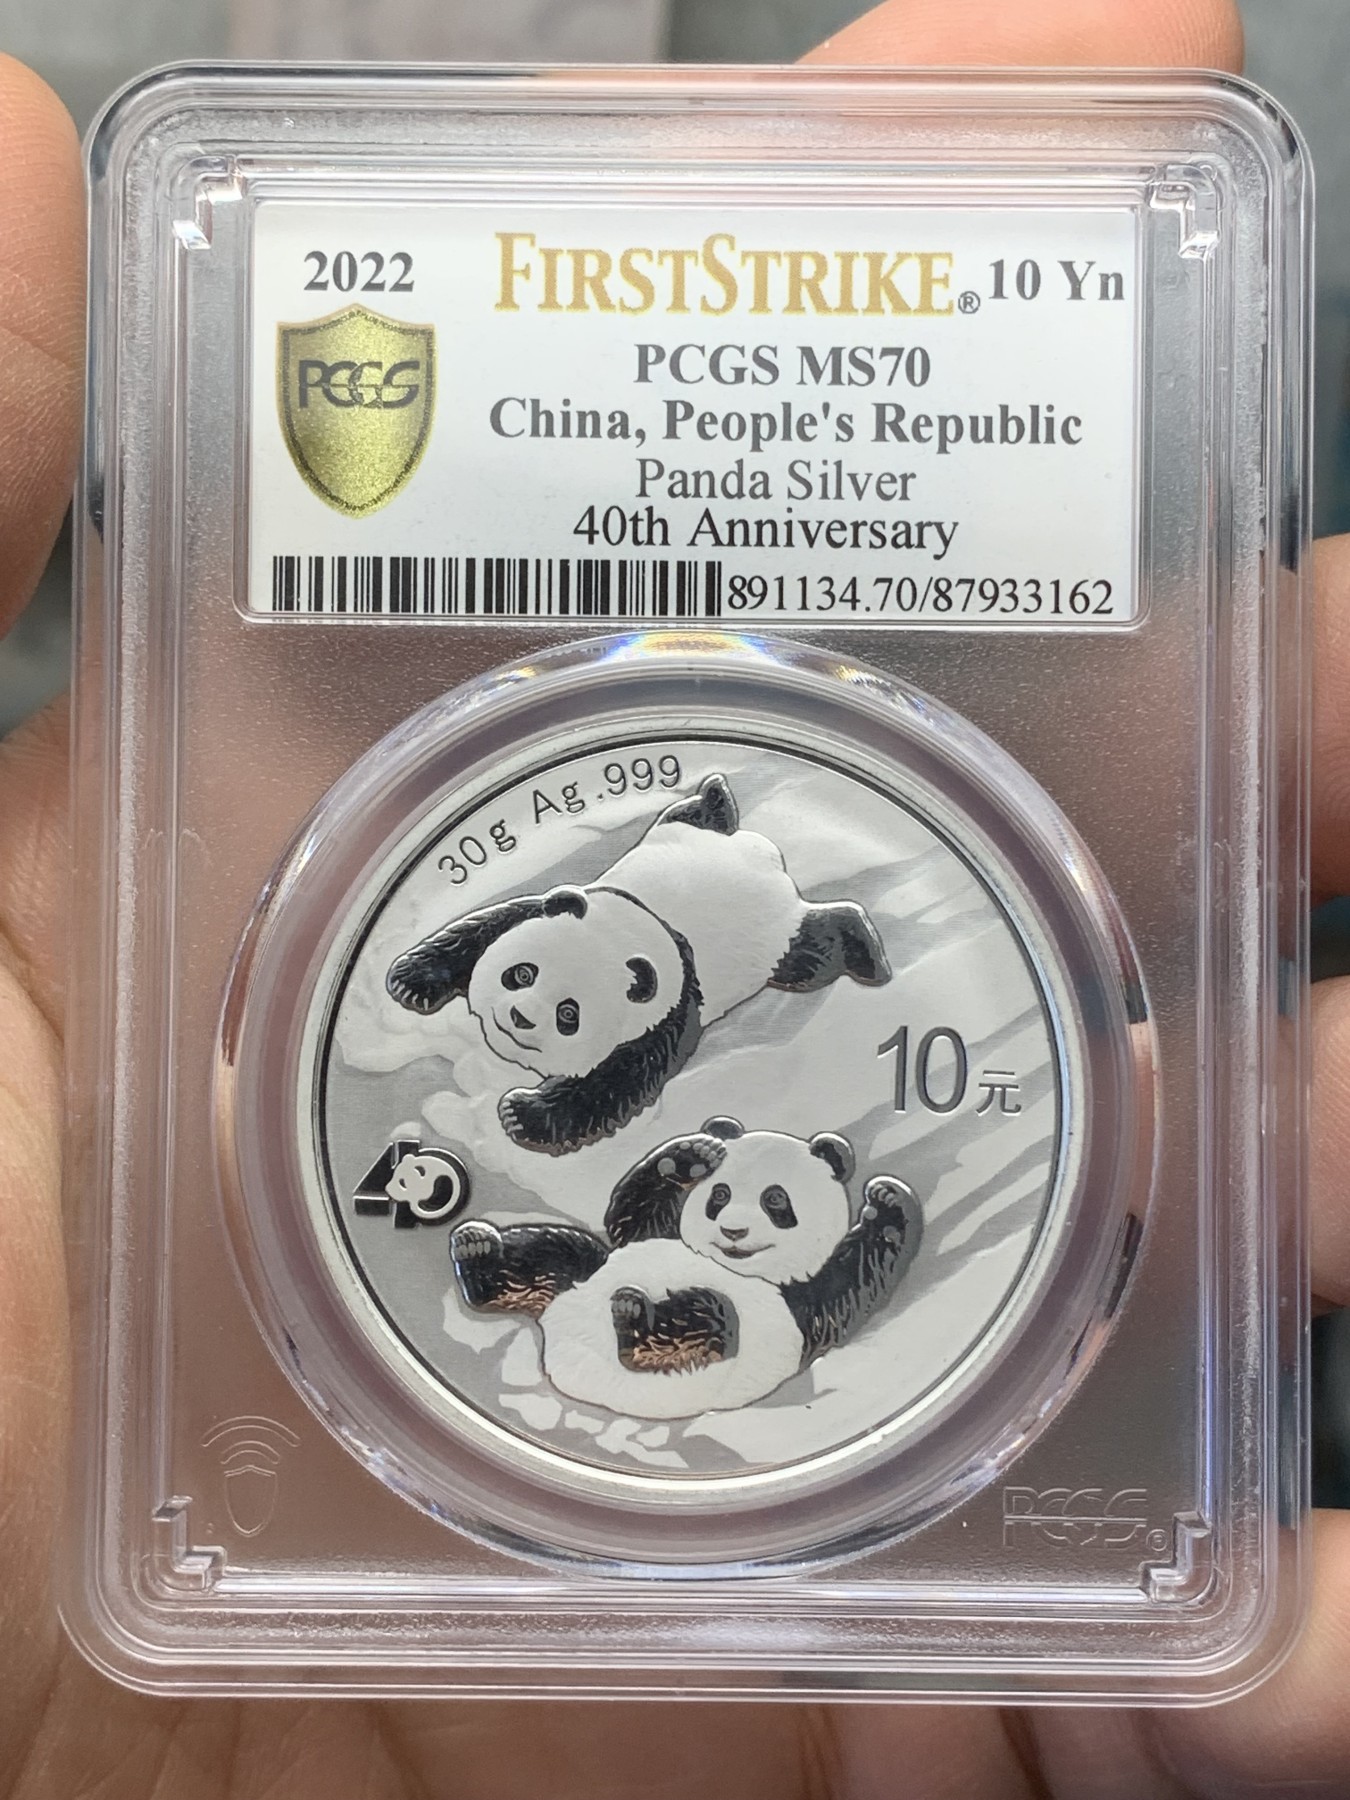 2022
FIRSTSTRIKE®
10 Yn
PCGS
PCGS MS70
China, People's Republic
Panda Silver
40th Anniversary
891134.70/87933162
30g Ag .999
10元
40
PCGS®